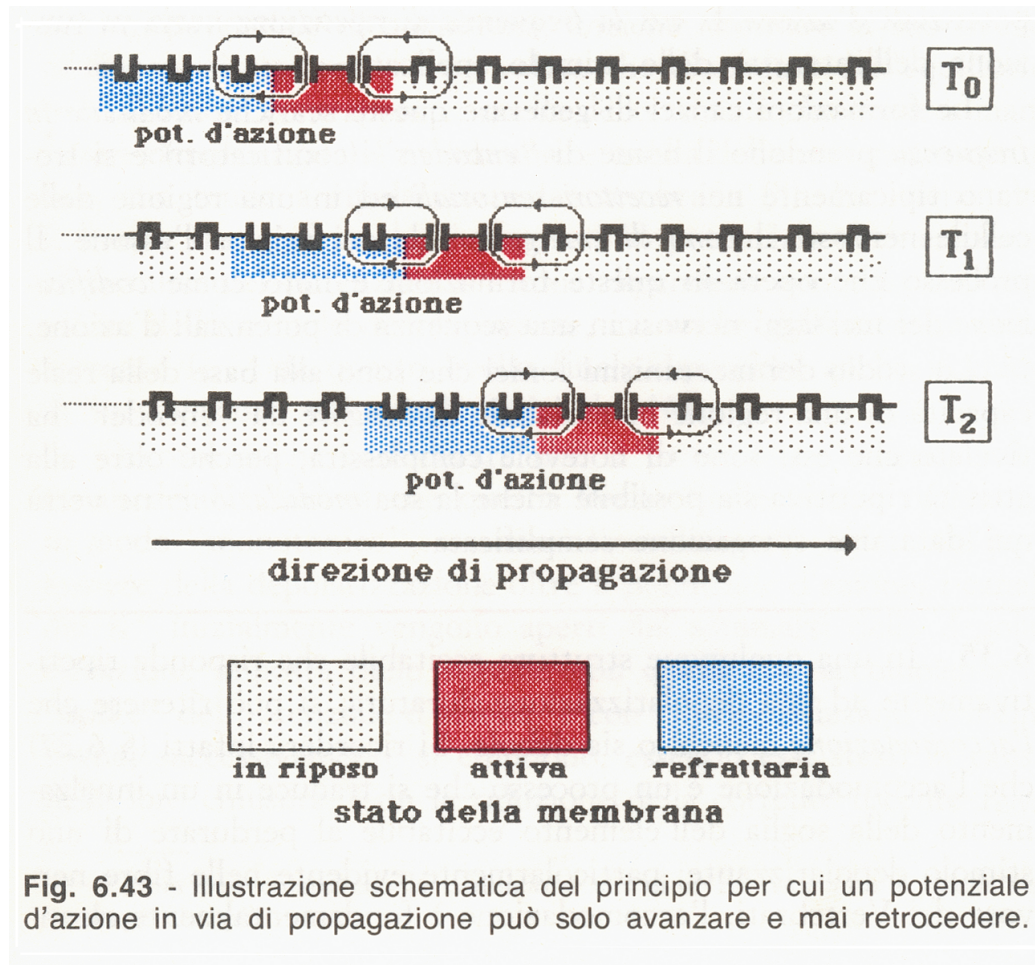 T0
pot. d'azione
T1
pot. d'azione
T2
pot. d'azione
direzione di propagazione
in riposo attiva refrattaria
stato della membrana
Fig. 6.43 - Illustrazione schematica del principio per cui un potenziale
d'azione in via di propagazione può solo avanzare e mai retrocedere.